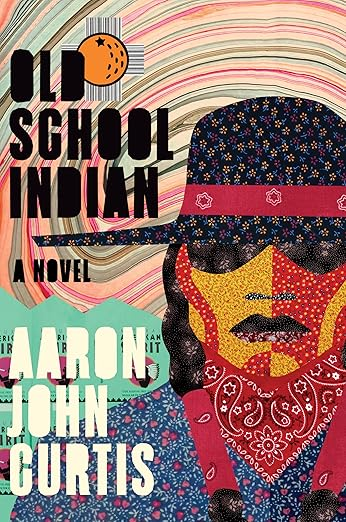 OLD
SCHOOL
INDIAN
A NOVEL
AARON
JOHN
CURTIS